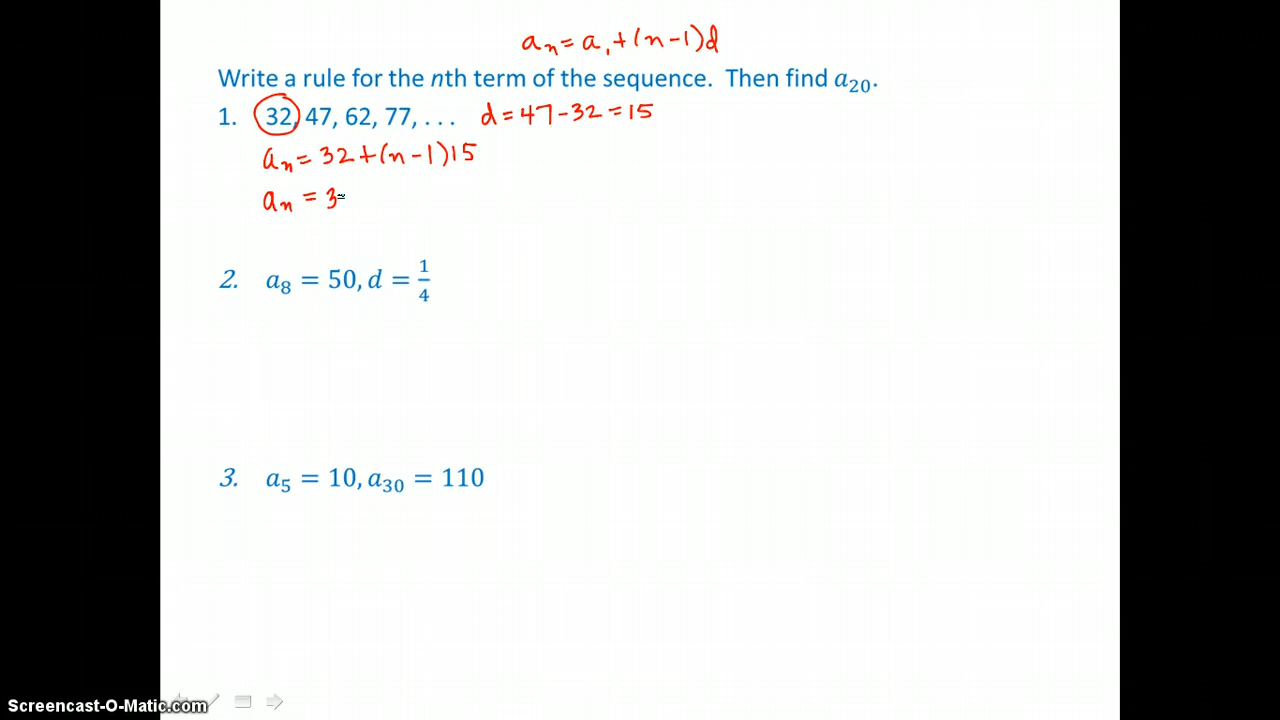 aₙ = a₁ + (n - 1)d
Write a rule for the nth term of the sequence. Then find a₂₀.
1. 32, 47, 62, 77, . . . d = 47 - 32 = 15
aₙ = 32 + (n - 1)15
aₙ = 3
2. a₈ = 50, d = 1/4
3. a₅ = 10, a₃₀ = 110
Screencast-O-Matic.com